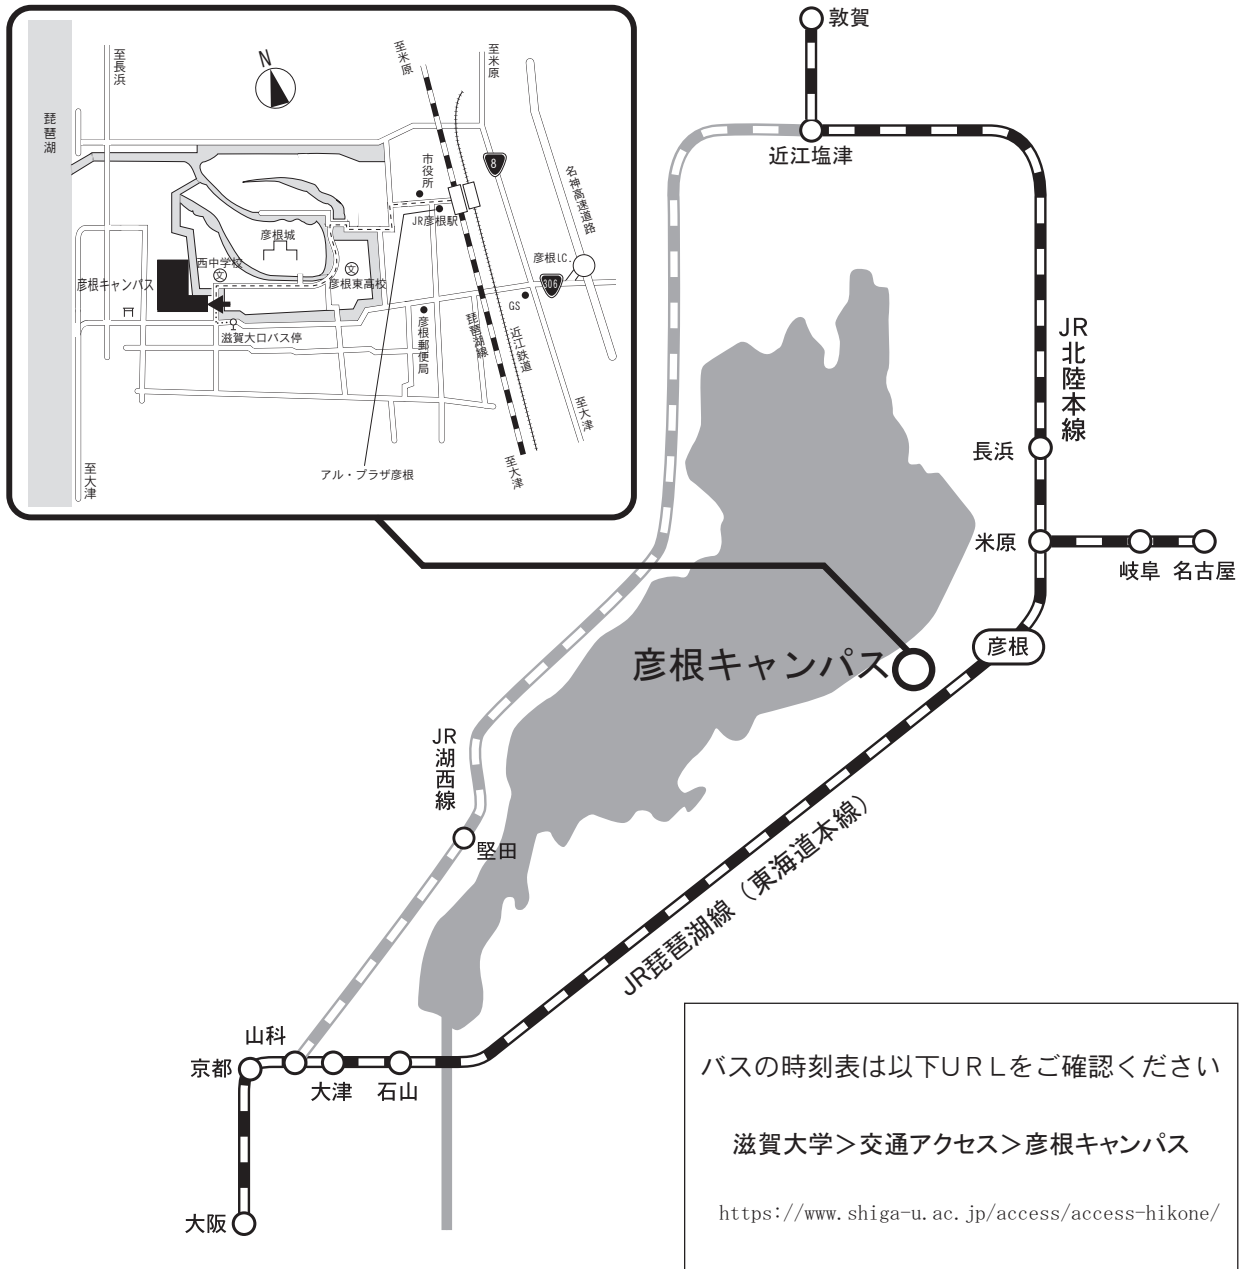 敦賀
近江塩津
JR北陸本線
長浜
米原
岐阜
名古屋
彦根
彦根キャンパス
JR湖西線
堅田
JR琵琶湖線（東海道本線）
山科
京都
大津
石山
大阪
琵琶湖
至長浜
N
至米原
至米原
8
市役所
JR彦根駅
名神高速道路
彦根城
西中学校
文
文
彦根東高校
彦根IC.
306
彦根キャンパス
GS
滋賀大口バス停
彦根郵便局
琵琶湖線
近江鉄道
至大津
至大津
至大津
アル・プラザ彦根
バスの時刻表は以下ＵＲＬをご確認ください
滋賀大学＞交通アクセス＞彦根キャンパス
https://www.shiga-u.ac.jp/access/access-hikone/